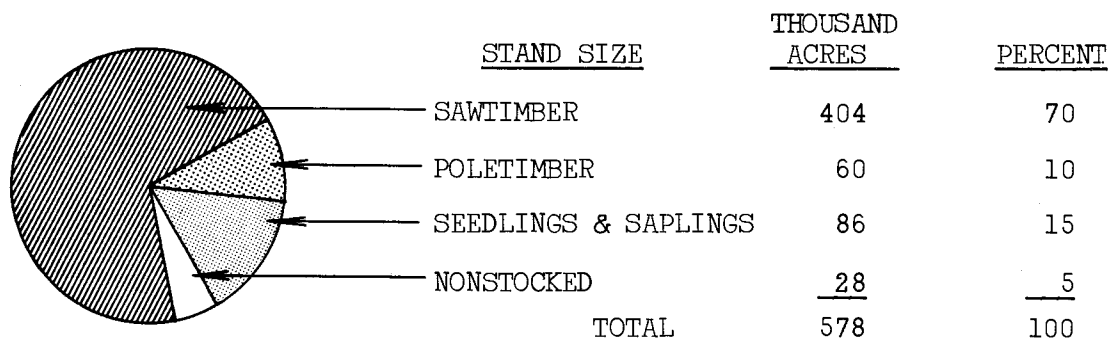 THOUSAND
STAND SIZE ACRES PERCENT
SAWTIMBER 404 70
POLETIMBER 60 10
SEEDLINGS & SAPLINGS 86 15
NONSTOCKED 28 5
TOTAL 578 100